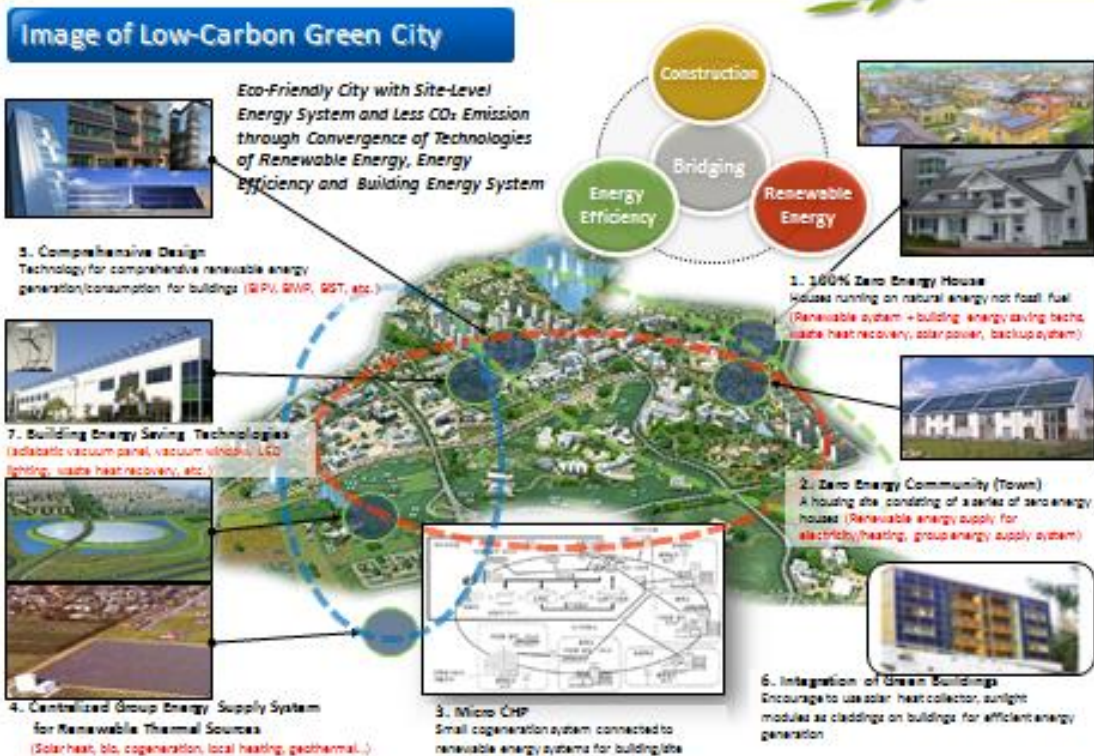 Image of Low-Carbon Green City
Eco-Friendly City with Site-Level
Energy System and Less CO₂ Emission
through Convergence of Technologies
of Renewable Energy, Energy
Efficiency and Building Energy System
Construction
Bridging
Energy
Efficiency
Renewable
Energy
5. Comprehensive Design
Technology for comprehensive renewable energy
generation/consumption for buildings (BIPV, BIWP, BIST, etc.)
1. 100% Zero Energy House
Houses running on natural energy not fossil fuel
(Renewable system + building energy saving techs,
waste heat recovery, solar power, backup system)
7. Building Energy Saving Technologies
(adiabatic vacuum panel, vacuum window, LED
lighting, waste heat recovery, etc.)
2. Zero Energy Community (Town)
A housing site consisting of a series of zero energy
houses (Renewable energy supply for
electricity/heating, group energy supply system)
4. Centralized Group Energy Supply System
for Renewable Thermal Sources
(Solar heat, bio, cogeneration, local heating, geothermal..)
3. Micro CHP
Small cogeneration system connected to
renewable energy systems for building/site
6. Integration of Green Buildings
Encourage to use solar heat collector, sunlight
modules as claddings on buildings for efficient energy
generation